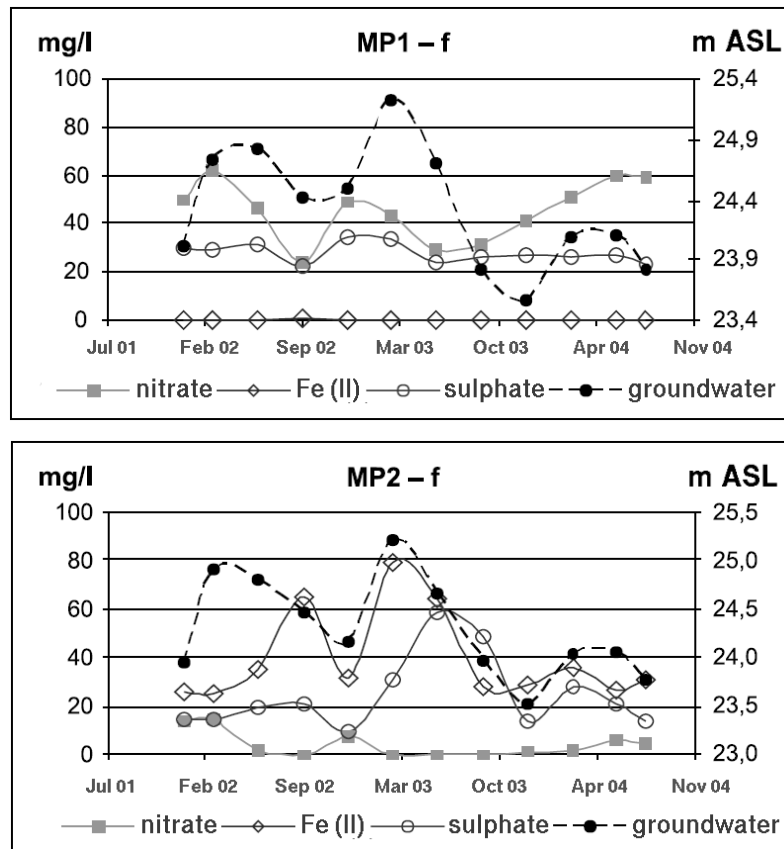 mg/l MP1 – f m ASL
100 25,4
80 24,9
60 24,4
40
20 23,9
0 23,4
Jul 01 Feb 02 Sep 02 Mar 03 Oct 03 Apr 04 Nov 04
nitrate Fe (II) sulphate groundwater
mg/l MP2 – f m ASL
100 25,5
80 25,0
60 24,5
40 24,0
20 23,5
0 23,0
Jul 01 Feb 02 Sep 02 Mar 03 Oct 03 Apr 04 Nov 04
nitrate Fe (II) sulphate groundwater